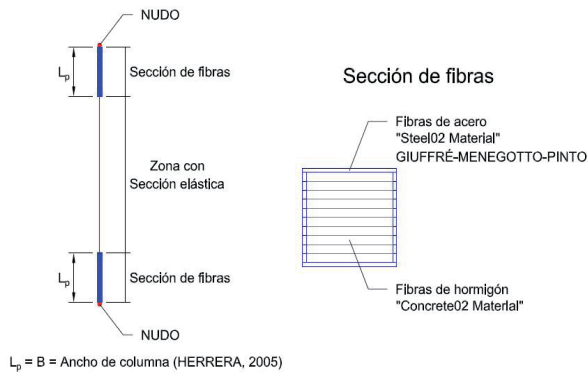 NUDO
Lp
Sección de fibras
Zona con
Sección elástica
Lp
Sección de fibras
NUDO
Lp = B = Ancho de columna (HERRERA, 2005)
Sección de fibras
Fibras de acero
"Steel02 Material"
GIUFFRÉ-MENEGOTTO-PINTO
Fibras de hormigón
"Concrete02 Material"